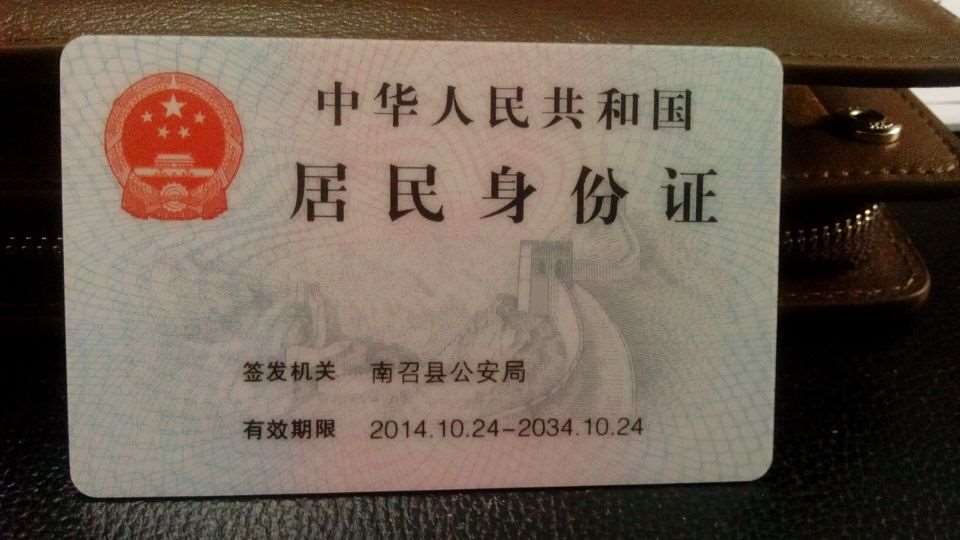 中华人民共和国
居民身份证
签发机关 南召县公安局
有效期限 2014.10.24-2034.10.24